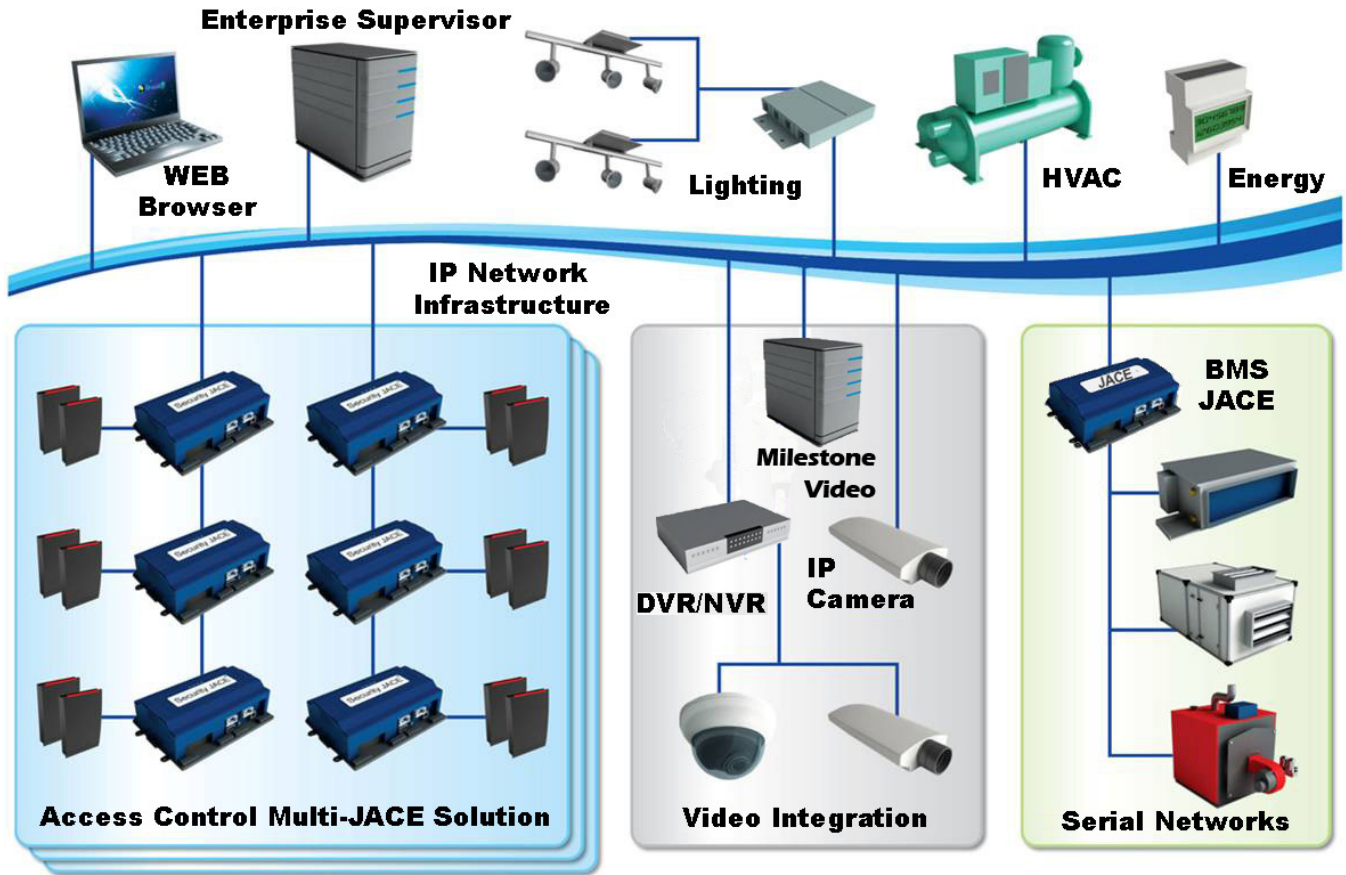 Enterprise Supervisor
WEB
Browser
Lighting
HVAC
Energy
IP Network
Infrastructure
Security JACE
Security JACE
Security JACE
Security JACE
Security JACE
Security JACE
Access Control Multi-JACE Solution
Milestone
Video
DVR/NVR
IP
Camera
Video Integration
JACE
BMS
JACE
Serial Networks